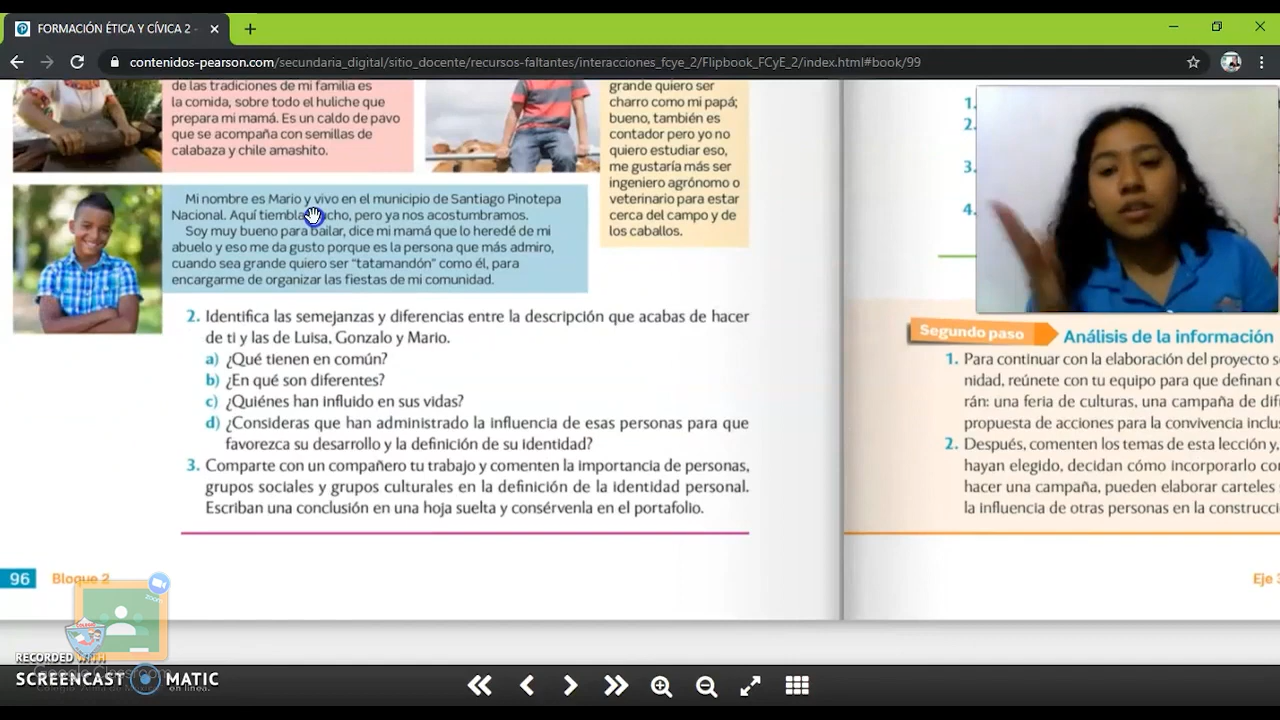 FORMACIÓN ÉTICA Y CÍVICA 2 -
contenidos-pearson.com/secundaria_digital/sitio_docente/recursos-faltantes/interacciones_fcye_2/Flipbook_FCyE_2/index.html#book/99
de las tradiciones de mi familia es
la comida, sobre todo el huliche que
prepara mi mamá. Es un caldo de pavo
que se acompaña con semillas de
calabaza y chile amashito.
grande quiero ser
charro como mi papá;
bueno, también es
contador pero yo no
quiero estudiar eso,
me gustaría más ser
ingeniero agrónomo o
veterinario para estar
cerca del campo y de
los caballos.
Mi nombre es Mario y vivo en el municipio de Santiago Pinotepa
Nacional. Aquí tiembla mucho, pero ya nos acostumbramos.
Soy muy bueno para bailar, dice mi mamá que lo heredé de mi
abuelo y eso me da gusto porque es la persona que más admiro,
cuando sea grande quiero ser "tatamandón" como él, para
encargarme de organizar las fiestas de mi comunidad.
2. Identifica las semejanzas y diferencias entre la descripción que acabas de hacer
de ti y las de Luisa, Gonzalo y Mario.
a) ¿Qué tienen en común?
b) ¿En qué son diferentes?
c) ¿Quiénes han influido en sus vidas?
d) ¿Consideras que han administrado la influencia de esas personas para que
favorezca su desarrollo y la definición de su identidad?
3. Comparte con un compañero tu trabajo y comenten la importancia de personas,
grupos sociales y grupos culturales en la definición de la identidad personal.
Escriban una conclusión en una hoja suelta y consérvenla en el portafolio.
96 Bloque 2
1.
2.
3.
4.
Segundo paso Análisis de la información
1. Para continuar con la elaboración del proyecto s
nidad, reúnete con tu equipo para que definan
rán: una feria de culturas, una campaña de dif
propuesta de acciones para la convivencia inclu
2. Después, comenten los temas de esta lección y,
hayan elegido, decidan cómo incorporarlo co
hacer una campaña, pueden elaborar carteles
la influencia de otras personas en la construcci
Eje 3
zoom
RECORDED WITH
SCREENCAST MATIC
Google Classroom
en línea.